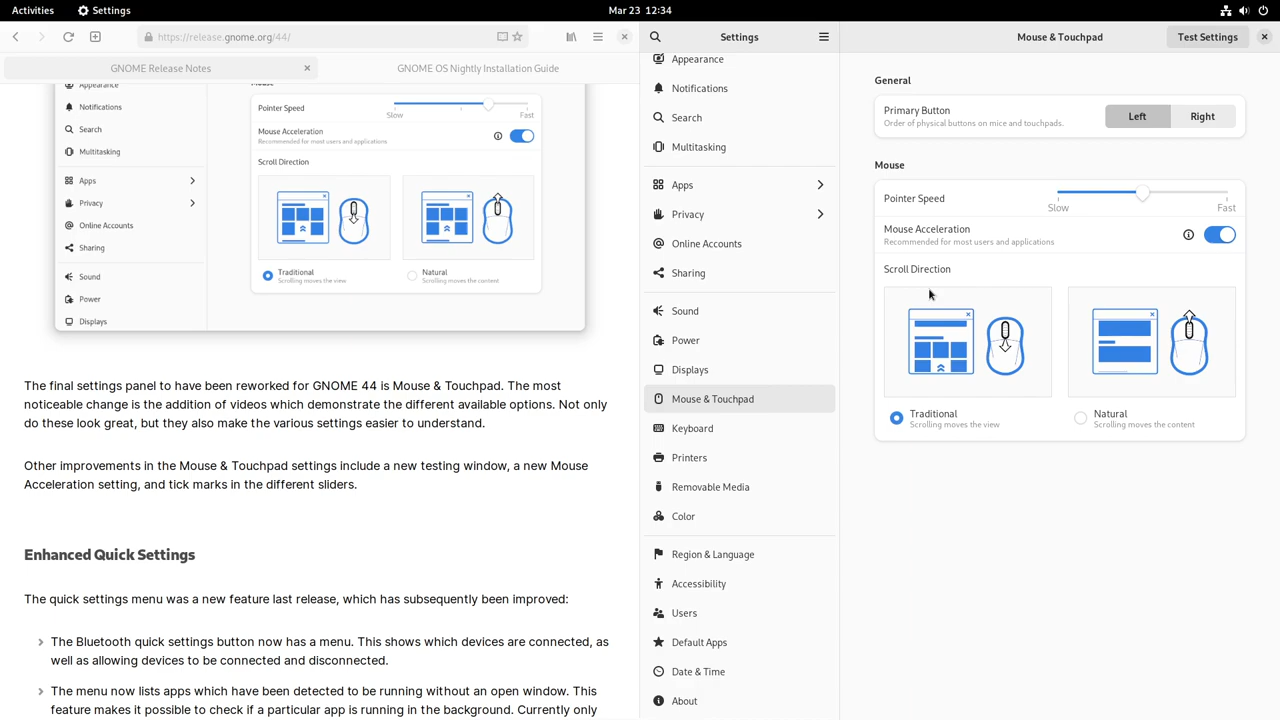 Activities
Settings
Mar 23 12:34
https://release.gnome.org/44/
GNOME Release Notes
GNOME OS Nightly Installation Guide
Appearance
Notifications
Search
Multitasking
Apps
Privacy
Online Accounts
Sharing
Sound
Power
Displays
Mouse
Pointer Speed
Slow
Fast
Mouse Acceleration
Recommended for most users and applications
Scroll Direction
Traditional
Scrolling moves the view
Natural
Scrolling moves the content
The final settings panel to have been reworked for GNOME 44 is Mouse & Touchpad. The most
noticeable change is the addition of videos which demonstrate the different available options. Not only
do these look great, but they also make the various settings easier to understand.
Other improvements in the Mouse & Touchpad settings include a new testing window, a new Mouse
Acceleration setting, and tick marks in the different sliders.
Enhanced Quick Settings
The quick settings menu was a new feature last release, which has subsequently been improved:
The Bluetooth quick settings button now has a menu. This shows which devices are connected, as
well as allowing devices to be connected and disconnected.
The menu now lists apps which have been detected to be running without an open window. This
feature makes it possible to check if a particular app is running in the background. Currently only
Settings
Appearance
Notifications
Search
Multitasking
Apps
Privacy
Online Accounts
Sharing
Sound
Power
Displays
Mouse & Touchpad
Keyboard
Printers
Removable Media
Color
Region & Language
Accessibility
Users
Default Apps
Date & Time
About
Mouse & Touchpad
Test Settings
General
Primary Button
Order of physical buttons on mice and touchpads.
Left
Right
Mouse
Pointer Speed
Slow
Fast
Mouse Acceleration
Recommended for most users and applications
Scroll Direction
Traditional
Scrolling moves the view
Natural
Scrolling moves the content